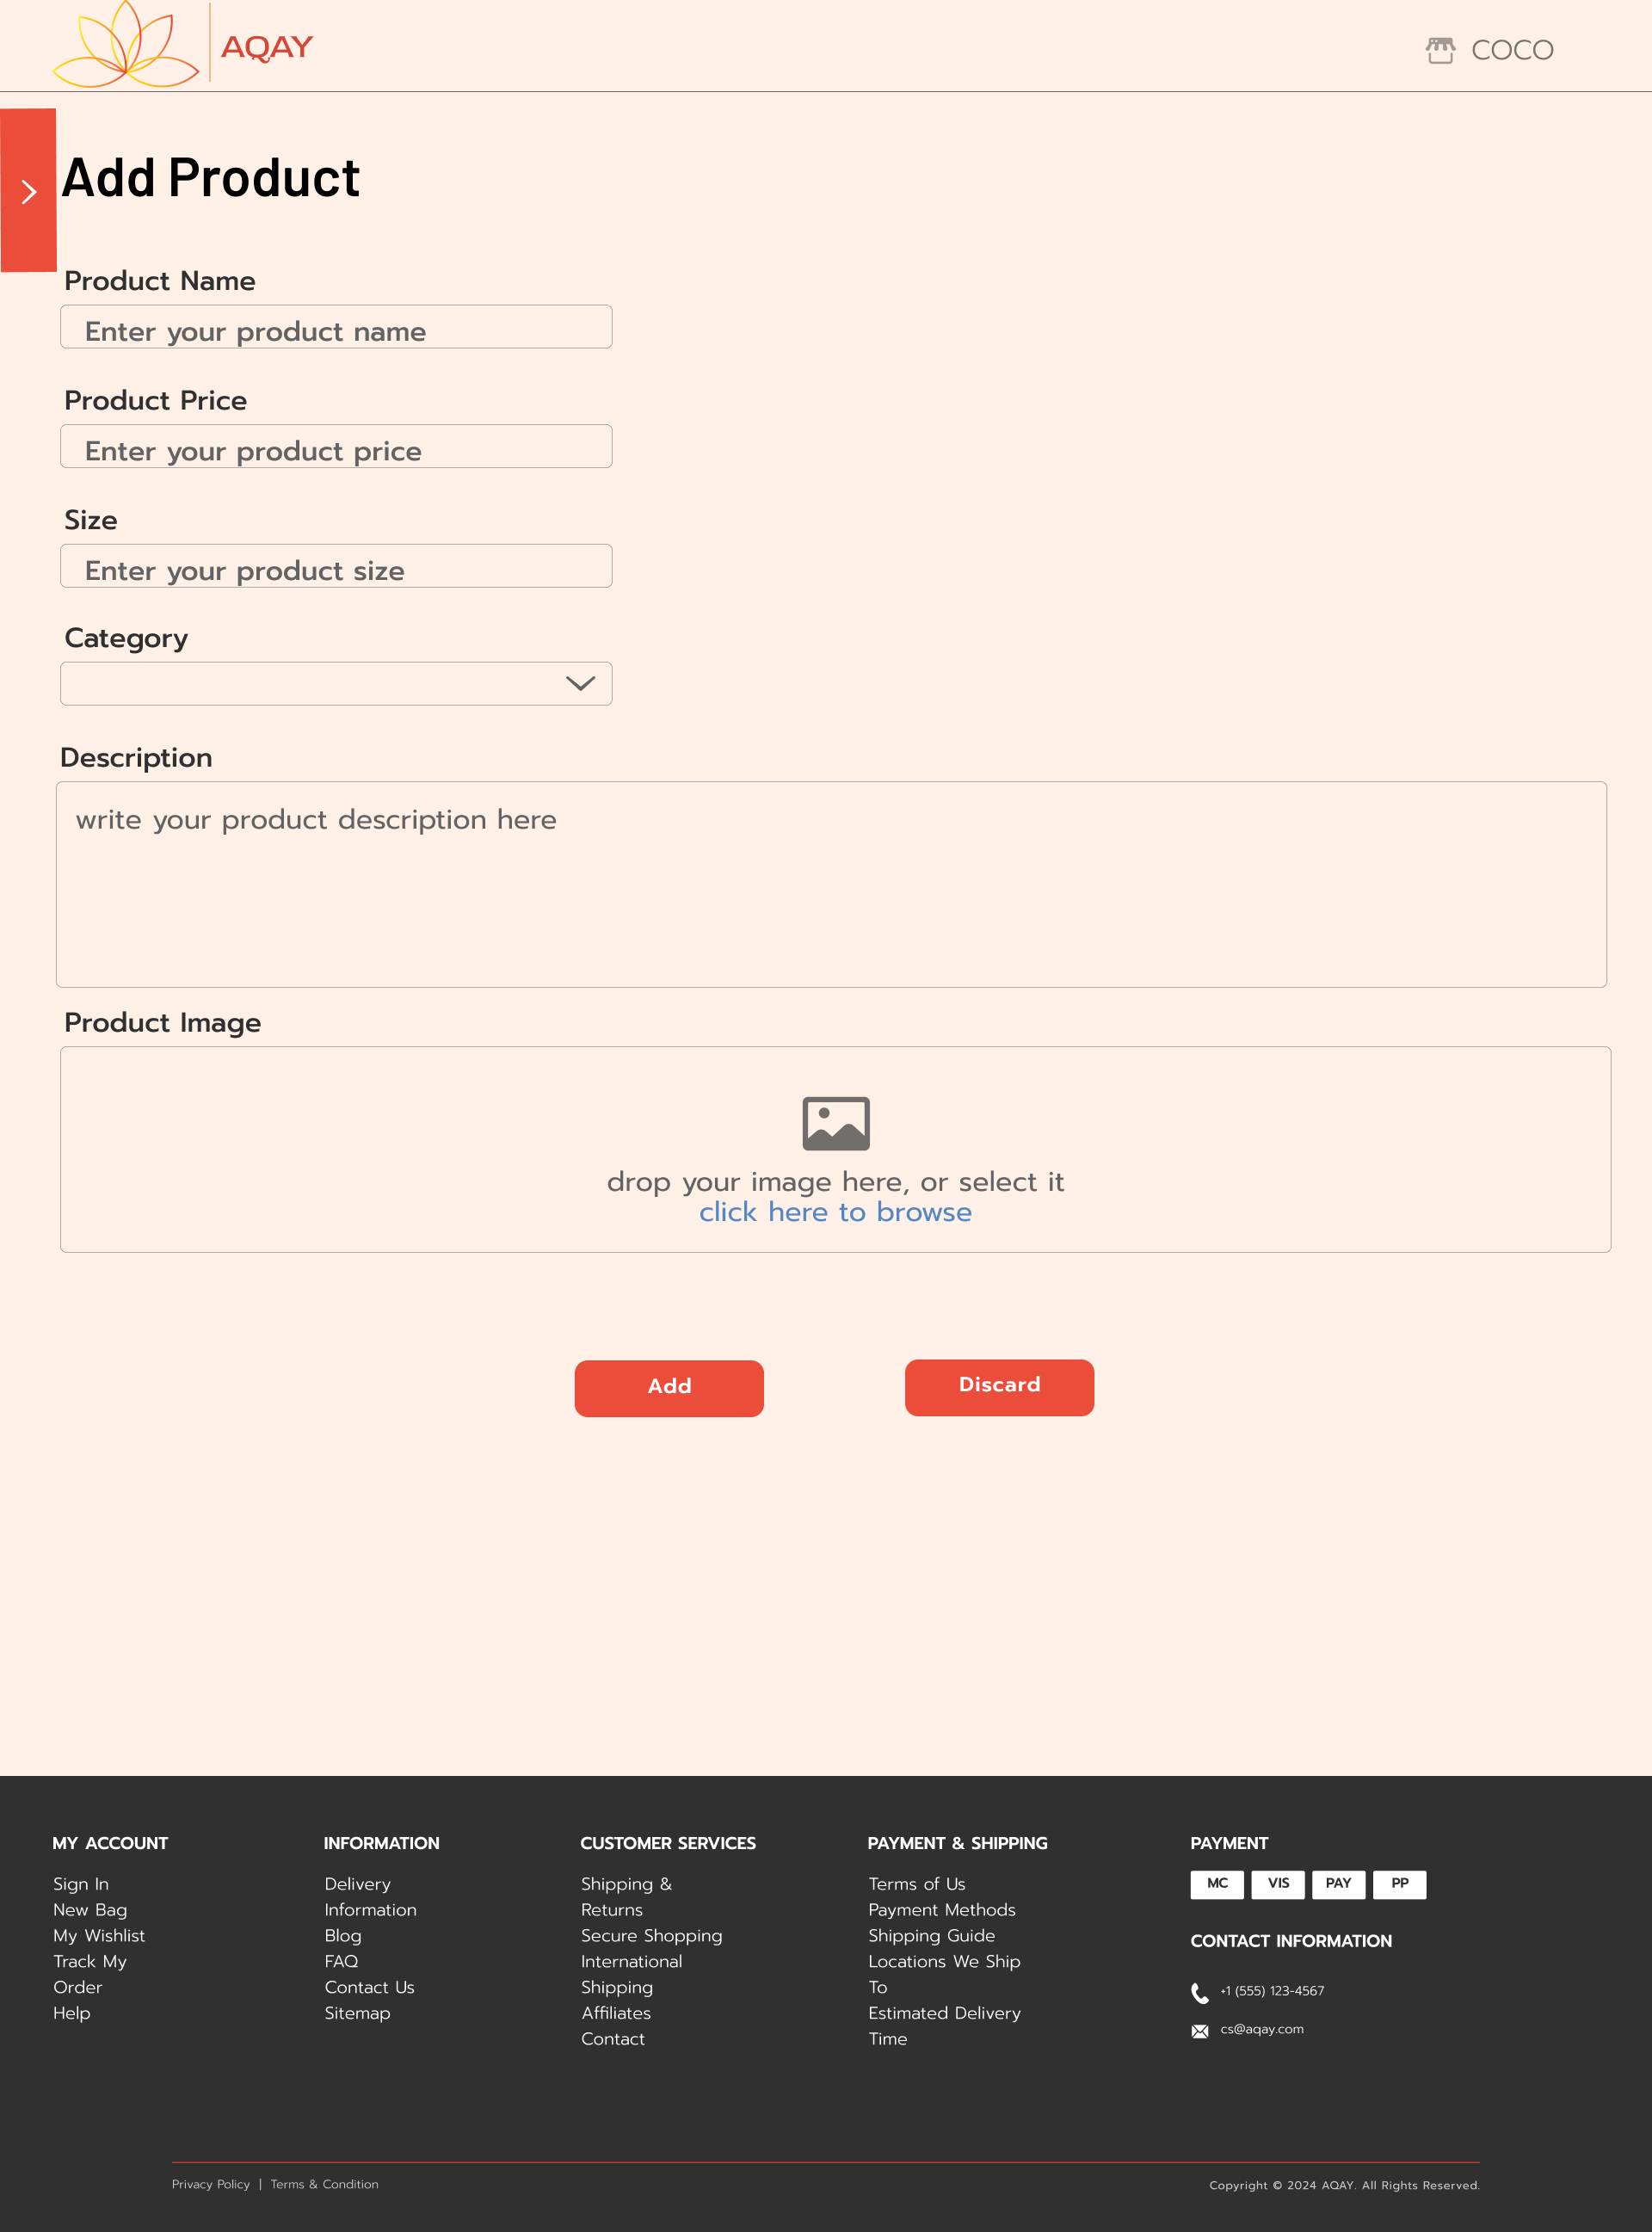 AQAY
COCO
Add Product
Product Name
Enter your product name
Product Price
Enter your product price
Size
Enter your product size
Category
Description
write your product description here
Product Image
drop your image here, or select it
click here to browse
Add
Discard
MY ACCOUNT
Sign In
New Bag
My Wishlist
Track My
Order
Help
INFORMATION
Delivery
Information
Blog
FAQ
Contact Us
Sitemap
CUSTOMER SERVICES
Shipping &
Returns
Secure Shopping
International
Shipping
Affiliates
Contact
PAYMENT & SHIPPING
Terms of Us
Payment Methods
Shipping Guide
Locations We Ship
To
Estimated Delivery
Time
PAYMENT
MC VIS PAY PP
CONTACT INFORMATION
+1 (555) 123-4567
cs@aqay.com
Privacy Policy | Terms & Condition
Copyright © 2024 AQAY. All Rights Reserved.